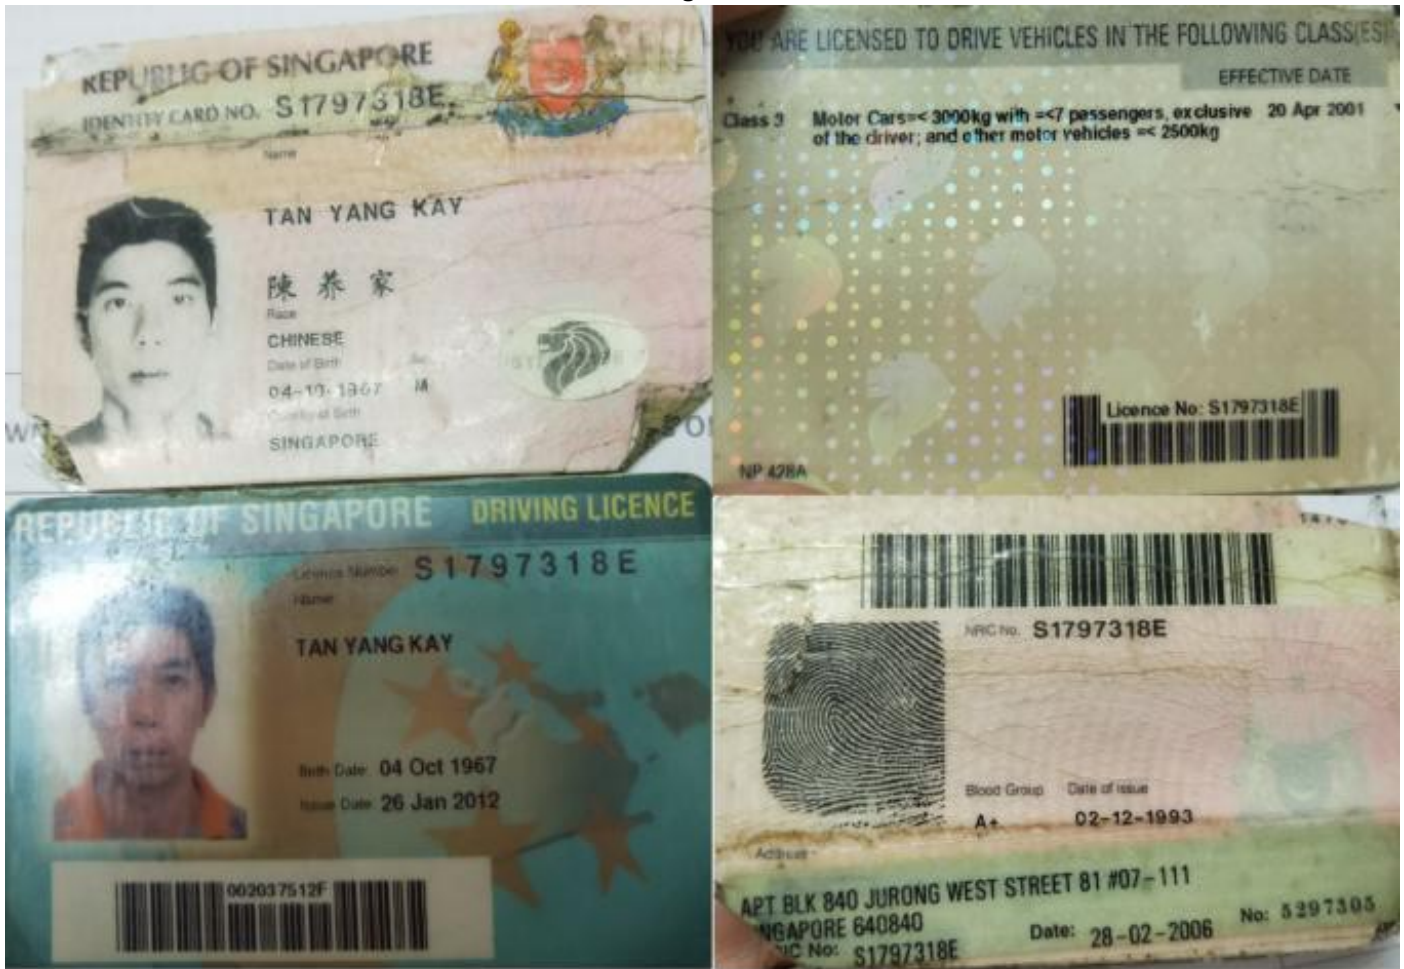 REPUBLIC OF SINGAPORE
IDENTITY CARD NO. S1797318E
Name
TAN YANG KAY
陳 养 家
Race
CHINESE
Date of Birth
04-10-1967 M
Country of Birth
SINGAPORE
YOU ARE LICENSED TO DRIVE VEHICLES IN THE FOLLOWING CLASS(ES)
EFFECTIVE DATE
Class 3 Motor Cars=< 3000kg with =<7 passengers, exclusive 20 Apr 2001
of the driver; and other motor vehicles =< 2500kg
Licence No: S1797318E
NP 428A
REPUBLIC OF SINGAPORE DRIVING LICENCE
Licence Number S1797318E
Name
TAN YANG KAY
Birth Date: 04 Oct 1967
Issue Date: 26 Jan 2012
002037512F
NRIC No. S1797318E
Blood Group Date of issue
A+ 02-12-1993
Address
APT BLK 840 JURONG WEST STREET 81 #07-111
SINGAPORE 640840
NRIC No: S1797318E Date: 28-02-2006 No: 5297305